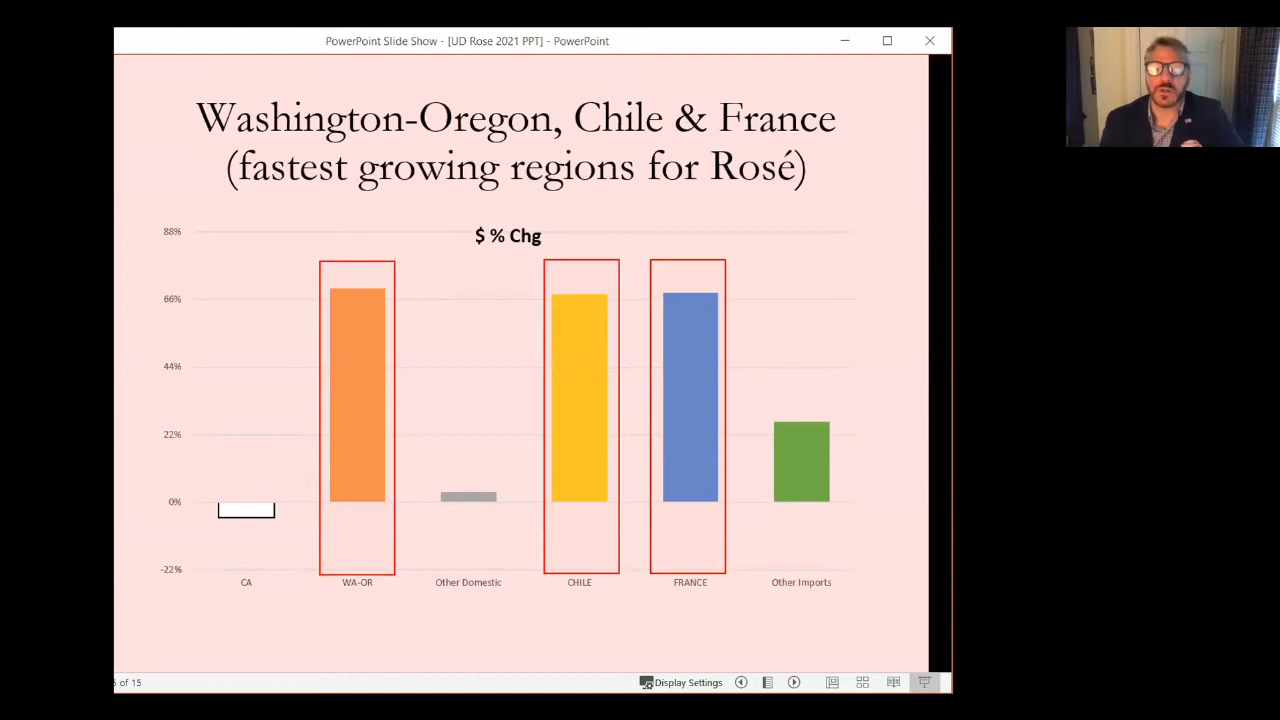 PowerPoint Slide Show - [UD Rose 2021 PPT] - PowerPoint
Washington-Oregon, Chile & France
(fastest growing regions for Rosé)
$ % Chg
88%
66%
44%
22%
0%
-22%
CA WA-OR Other Domestic CHILE FRANCE Other Imports
of 15 Display Settings